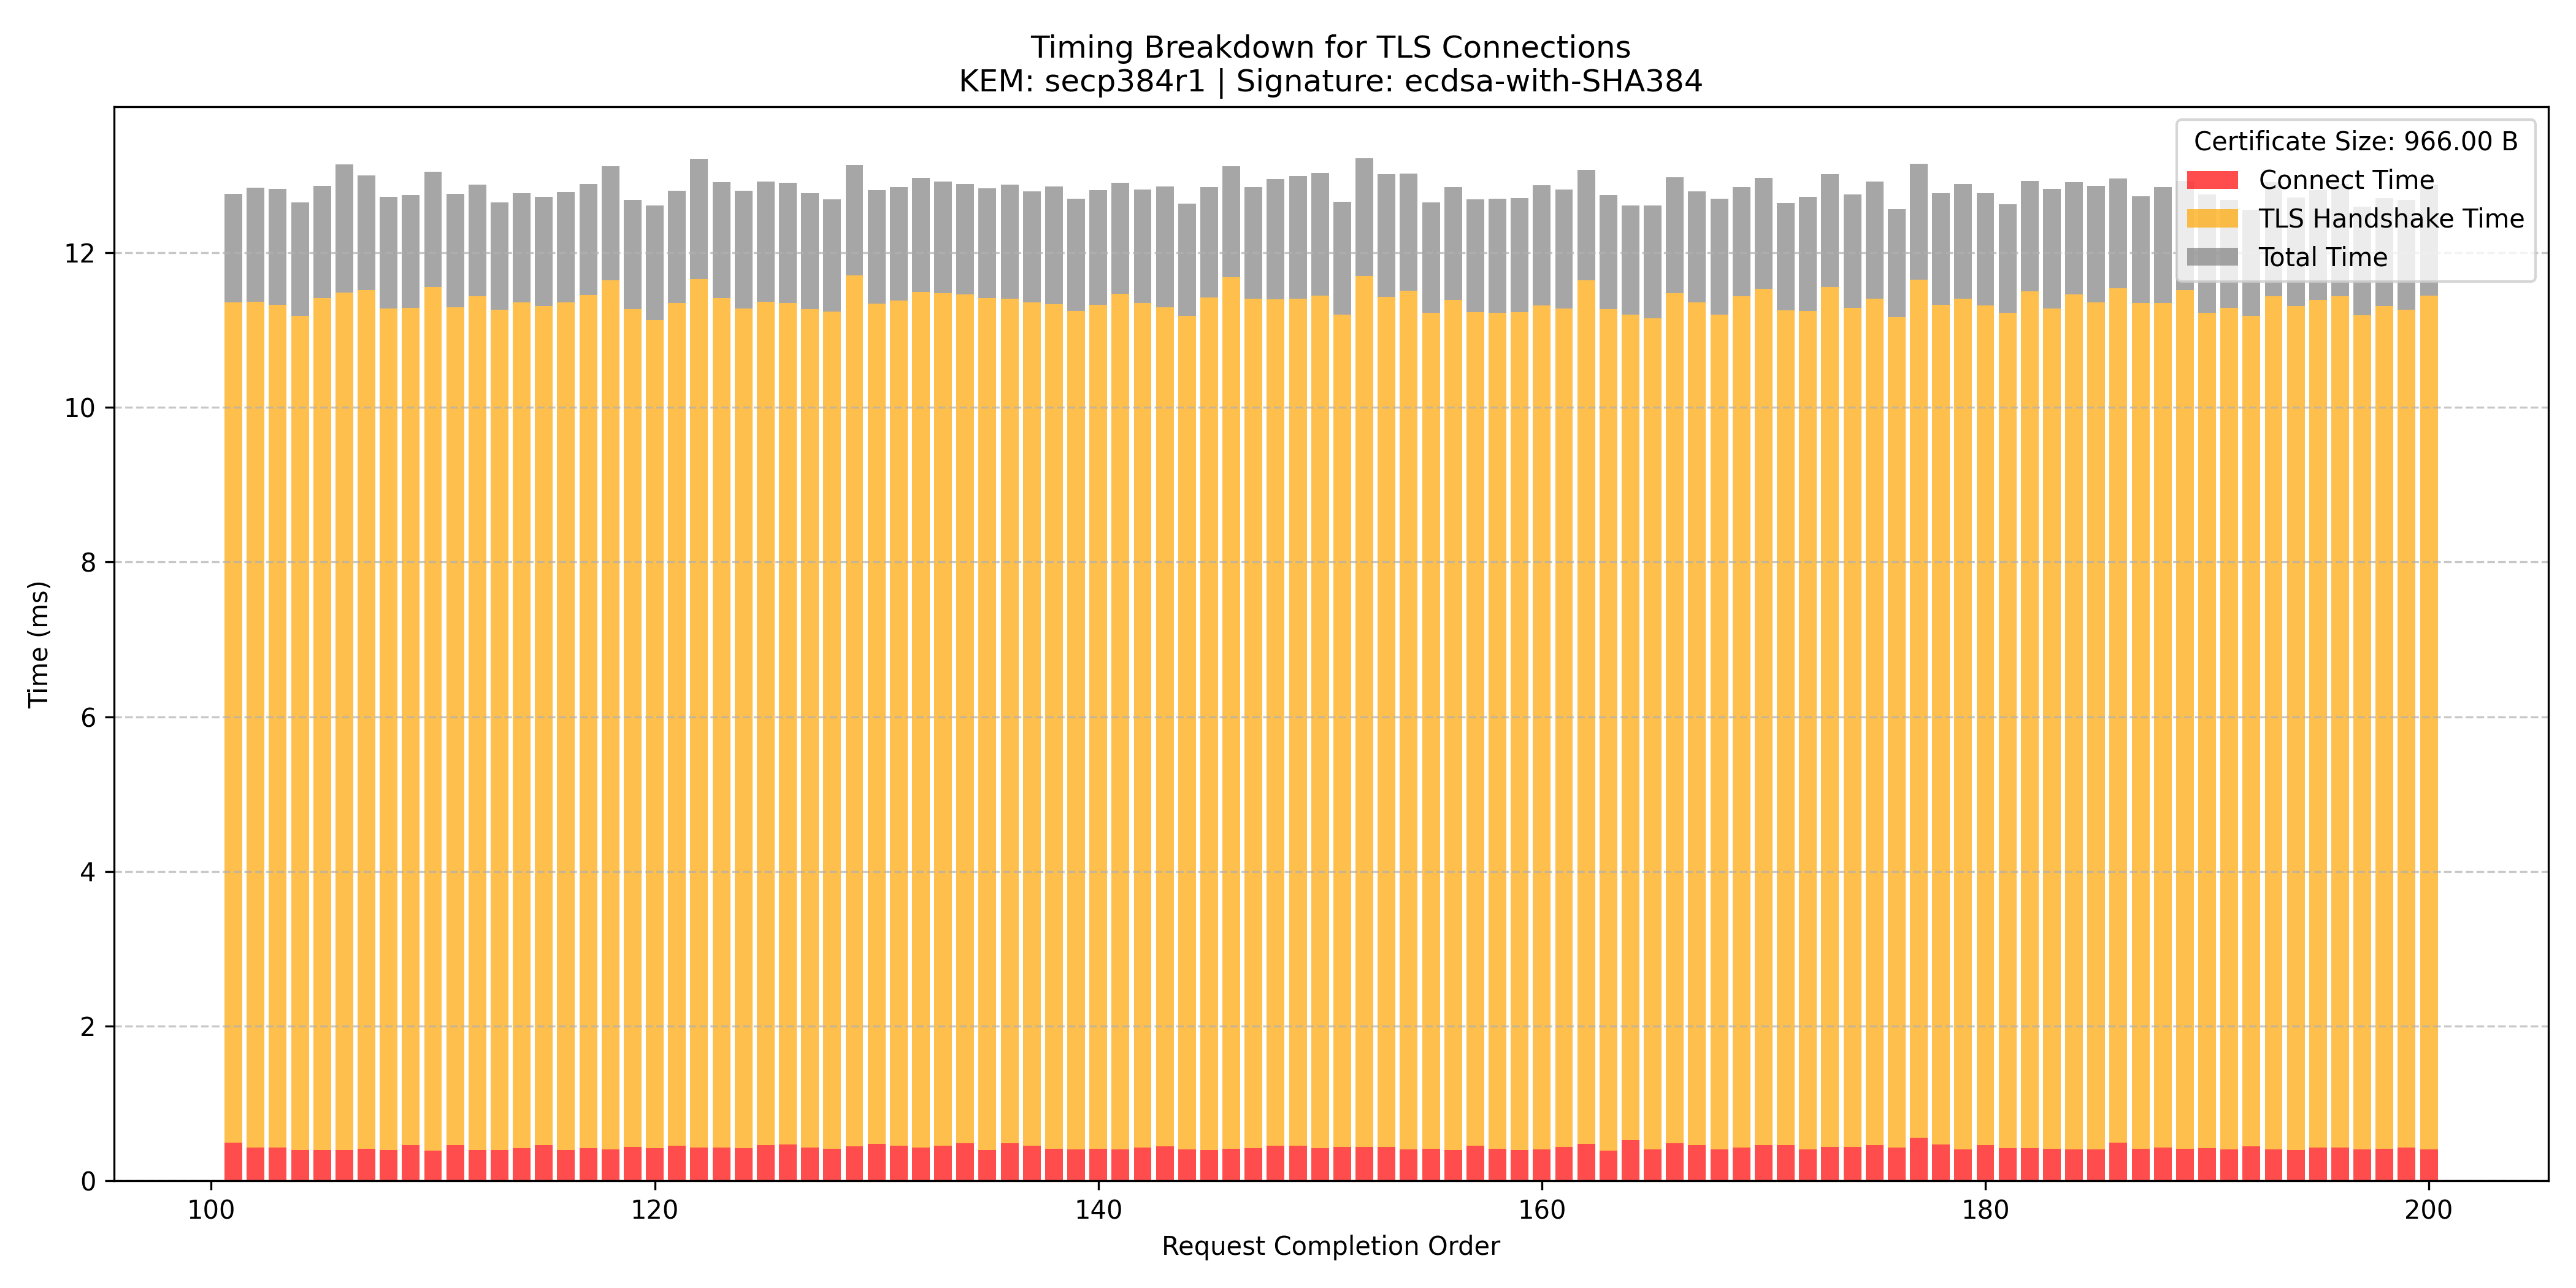 Timing Breakdown for TLS Connections
KEM: secp384r1 | Signature: ecdsa-with-SHA384
Certificate Size: 966.00 B
Connect Time
TLS Handshake Time
Total Time
Time (ms)
12
10
8
6
4
2
0
100 120 140 160 180 200
Request Completion Order